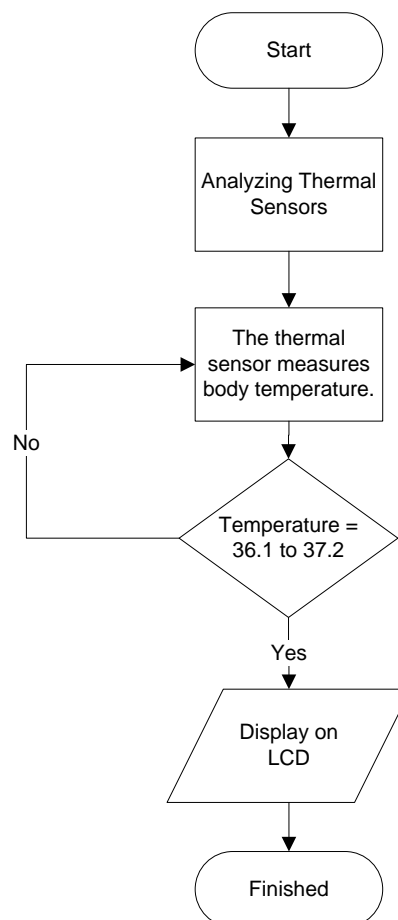 Start
Analyzing Thermal
Sensors
The thermal
sensor measures
body temperature.
No
Temperature =
36.1 to 37.2
Yes
Display on
LCD
Finished